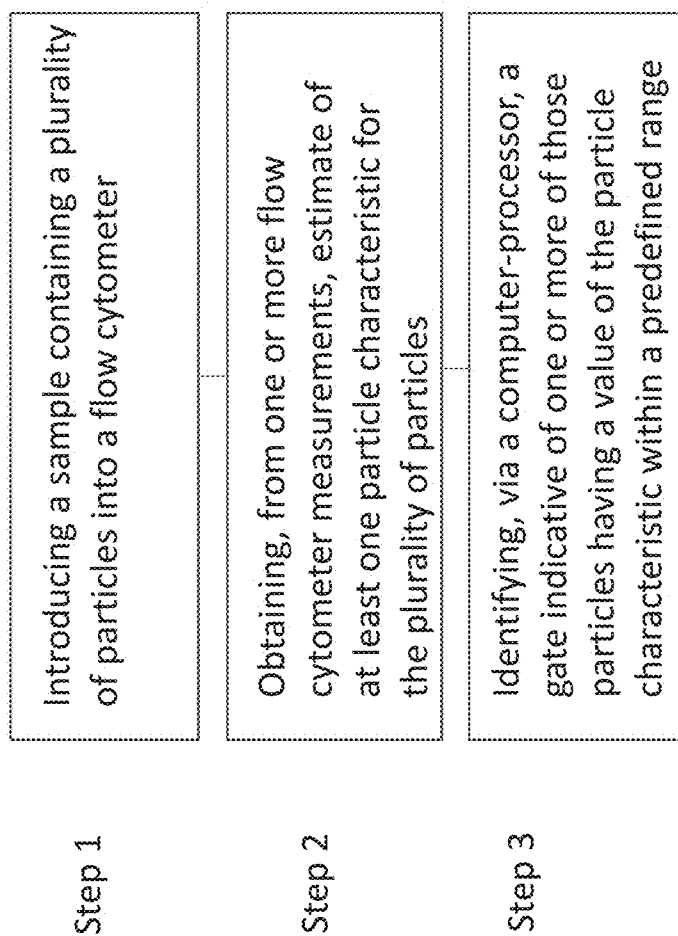 Step 1
Introducing a sample containing a plurality
of particles into a flow cytometer
Step 2
Obtaining, from one or more flow
cytometer measurements, estimate of
at least one particle characteristic for
the plurality of particles
Step 3
Identifying, via a computer-processor, a
gate indicative of one or more of those
particles having a value of the particle
characteristic within a predefined range